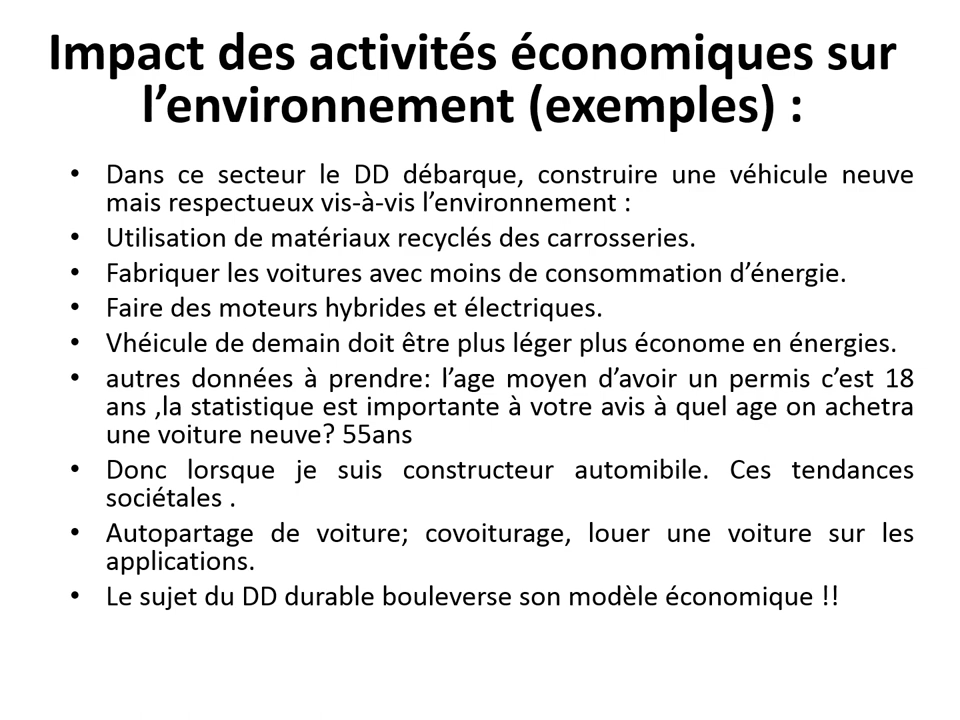 Impact des activités économiques sur
l’environnement (exemples) :
• Dans ce secteur le DD débarque, construire une véhicule neuve
mais respectueux vis-à-vis l’environnement :
• Utilisation de matériaux recyclés des carrosseries.
• Fabriquer les voitures avec moins de consommation d’énergie.
• Faire des moteurs hybrides et électriques.
• Vhéicule de demain doit être plus léger plus économe en énergies.
• autres données à prendre: l’age moyen d’avoir un permis c’est 18
ans ,la statistique est importante à votre avis à quel age on achetra
une voiture neuve? 55ans
• Donc lorsque je suis constructeur automibile. Ces tendances
sociétales .
• Autopartage de voiture; covoiturage, louer une voiture sur les
applications.
• Le sujet du DD durable bouleverse son modèle économique !!